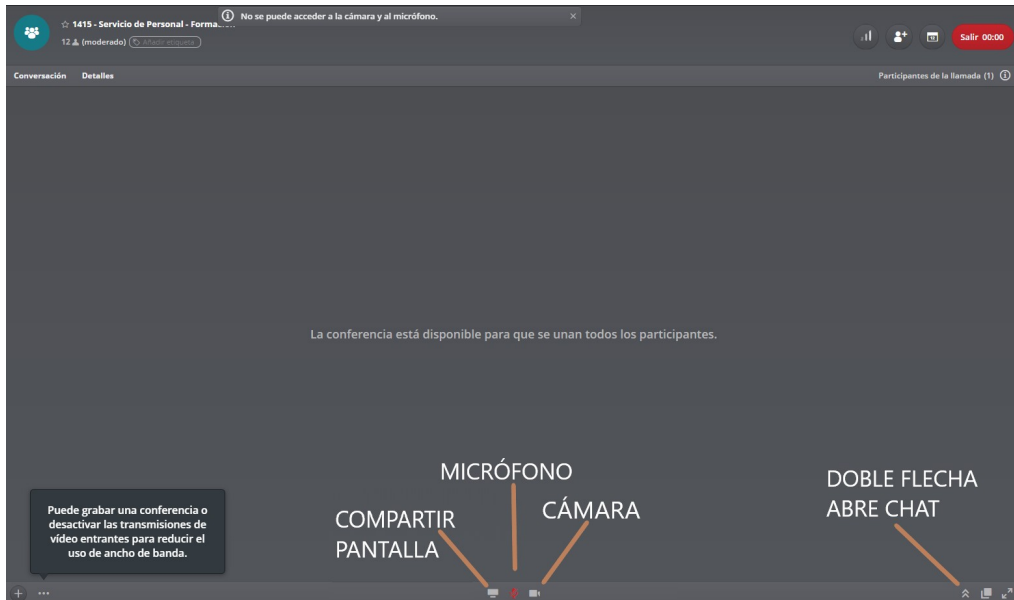 No se puede acceder a la cámara y al micrófono.
1415 - Servicio de Personal - Forma...
12 (moderado) Añadir etiqueta
Salir 00:00
Conversación Detalles
Participantes de la llamada (1)
La conferencia está disponible para que se unan todos los participantes.
MICRÓFONO
COMPARTIR
PANTALLA
CÁMARA
DOBLE FLECHA
ABRE CHAT
Puede grabar una conferencia o
desactivar las transmisiones de
vídeo entrantes para reducir el
uso de ancho de banda.